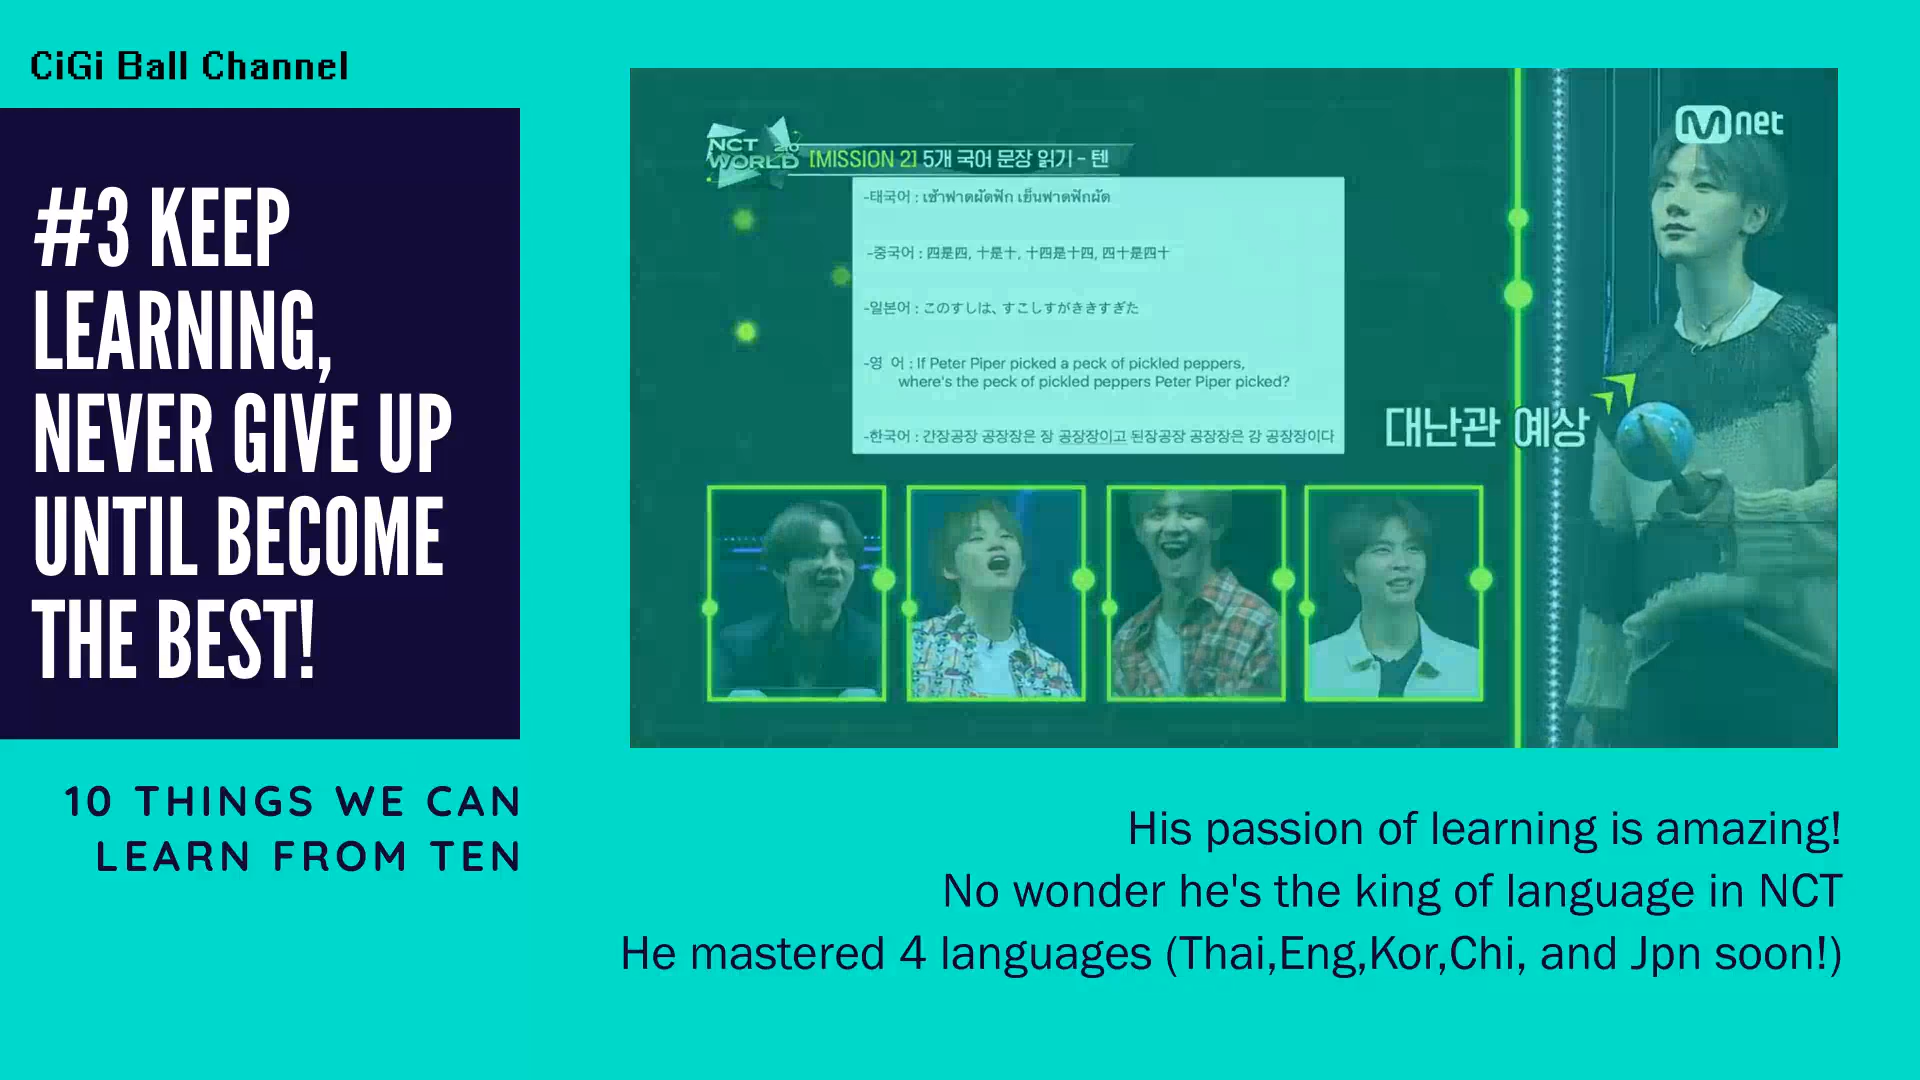 CiGi Ball Channel
#3 KEEP
LEARNING,
NEVER GIVE UP
UNTIL BECOME
THE BEST!
10 THINGS WE CAN
LEARN FROM TEN
NCT 2.0
WORLD
[MISSION 2] 5개 국어 문장 읽기 - 텐
Mnet
-태국어 : เช้าฟาดผัดฟัก เย็นฟาดฟักผัด
-중국어 : 四是四, 十是十, 十四是十四, 四十是四十
-일본어 : このすしは、すこしすがききすぎた
-영 어 : If Peter Piper picked a peck of pickled peppers,
where's the peck of pickled peppers Peter Piper picked?
-한국어 : 간장공장 공장장은 장 공장장이고 된장공장 공장장은 강 공장장이다
대난관 예상
His passion of learning is amazing!
No wonder he's the king of language in NCT
He mastered 4 languages (Thai,Eng,Kor,Chi, and Jpn soon!)